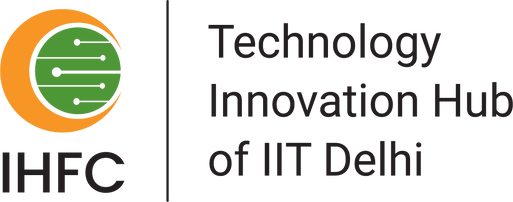 IHFC
Technology
Innovation Hub
of IIT Delhi